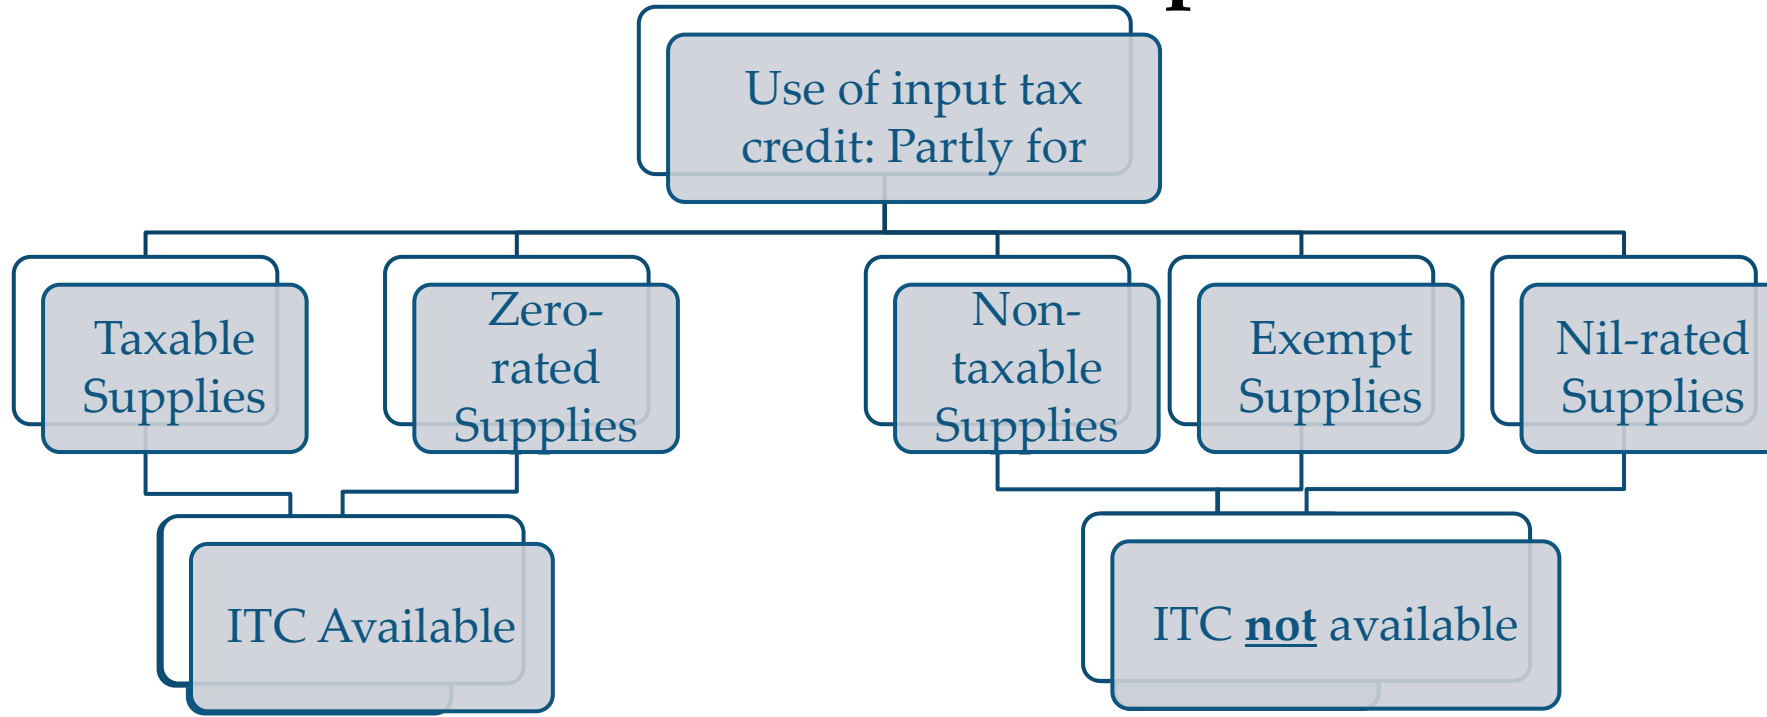 Use of input tax
credit: Partly for
Taxable
Supplies
Zero-
rated
Supplies
Non-
taxable
Supplies
Exempt
Supplies
Nil-rated
Supplies
ITC Available
ITC not available